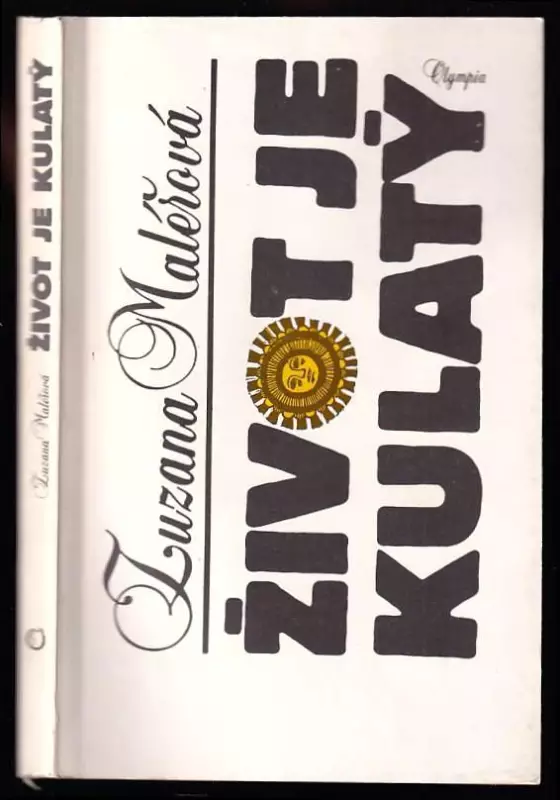 Zuzana Maléřová
ŽIVOT JE
KULATÝ
Olympia
Zuzana Maléřová ŽIVOT JE KULATÝ